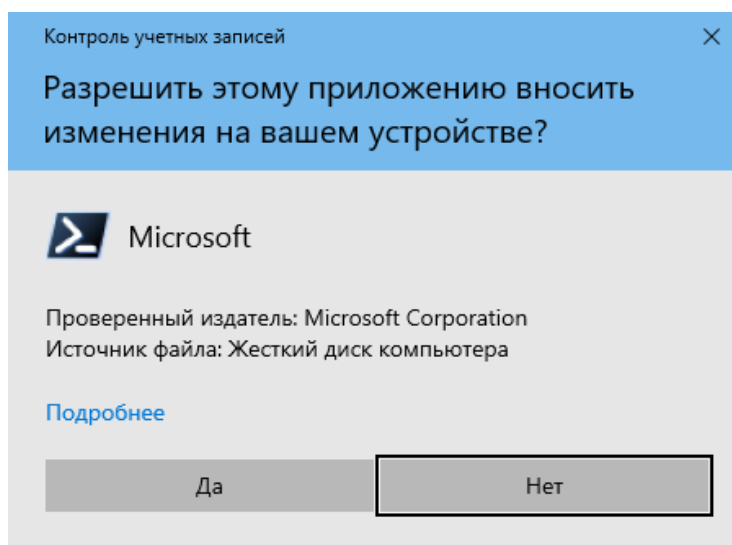 Контроль учетных записей
Разрешить этому приложению вносить
изменения на вашем устройстве?
Microsoft
Проверенный издатель: Microsoft Corporation
Источник файла: Жесткий диск компьютера
Подробнее
Да
Нет